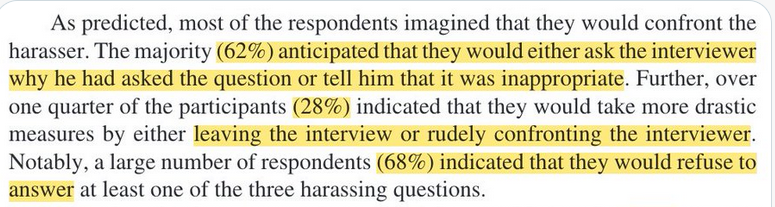 As predicted, most of the respondents imagined that they would confront the
harasser. The majority (62%) anticipated that they would either ask the interviewer
why he had asked the question or tell him that it was inappropriate. Further, over
one quarter of the participants (28%) indicated that they would take more drastic
measures by either leaving the interview or rudely confronting the interviewer.
Notably, a large number of respondents (68%) indicated that they would refuse to
answer at least one of the three harassing questions.